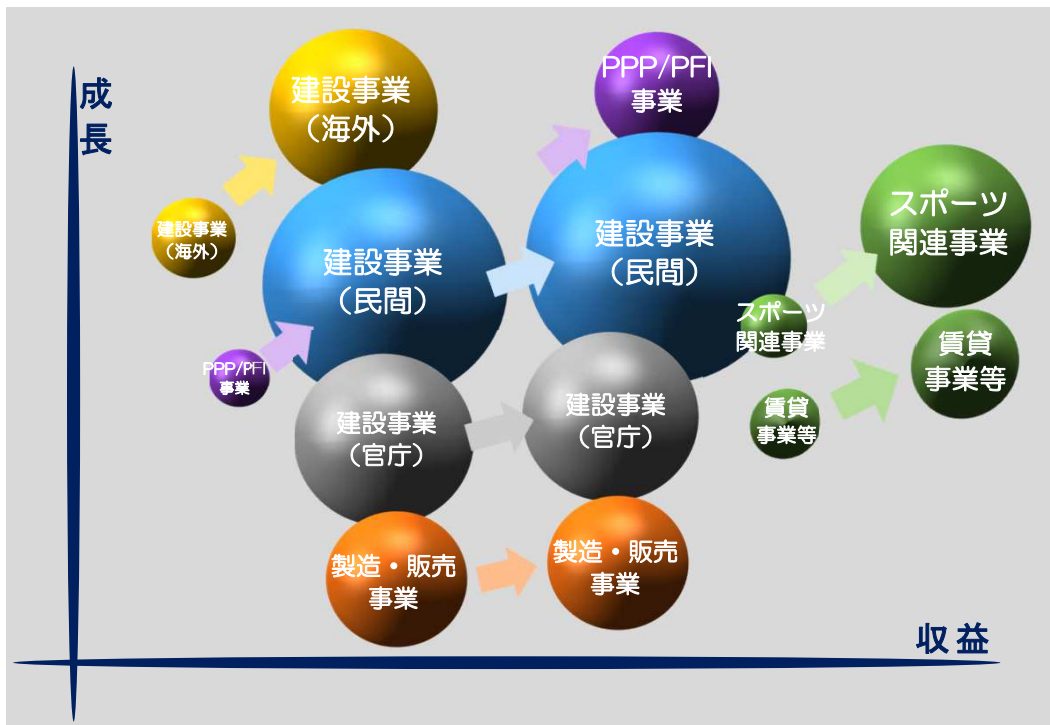 成
長
建設事業
（海外）
PPP/PFI
事業
建設事業
（海外）
建設事業
（民間）
建設事業
（民間）
スポーツ
関連事業
PPP/PFI
事業
スポーツ
関連事業
賃貸
事業等
建設事業
（官庁）
建設事業
（官庁）
賃貸
事業等
製造・販売
事業
製造・販売
事業
収益